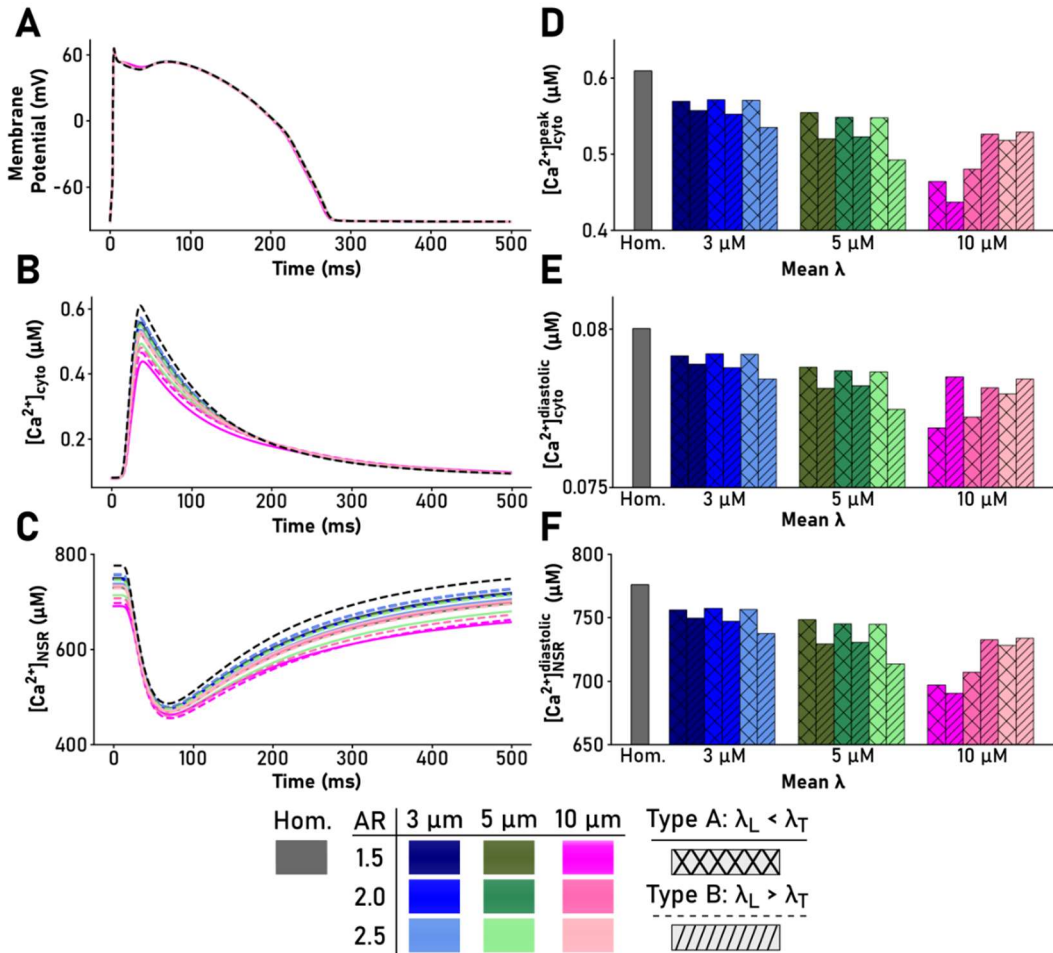 A
60
0
-60
Membrane
Potential (mV)
0 100 200 300 400 500
Time (ms)
B
0.6
0.4
0.2
[Ca²⁺]cyto (µM)
0 100 200 300 400 500
Time (ms)
C
800
600
400
[Ca²⁺]NSR (µM)
0 100 200 300 400 500
Time (ms)
D
0.6
0.5
0.4
[Ca²⁺]peak cyto (µM)
Hom. 3 µM 5 µM 10 µM
Mean λ
E
0.08
0.075
[Ca²⁺]diastolic cyto (µM)
Hom. 3 µM 5 µM 10 µM
Mean λ
F
800
750
700
650
[Ca²⁺]diastolic NSR (µM)
Hom. 3 µM 5 µM 10 µM
Mean λ
Hom. AR 3 µm 5 µm 10 µm
1.5
2.0
2.5
Type A: λL < λT
Type B: λL > λT